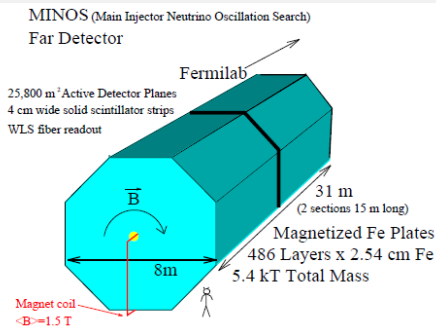 MINOS (Main Injector Neutrino Oscillation Search)
Far Detector
Fermilab
25,800 m² Active Detector Planes
4 cm wide solid scintillator strips
WLS fiber readout
B
8m
31 m
(2 sections 15 m long)
Magnetized Fe Plates
486 Layers x 2.54 cm Fe
5.4 kT Total Mass
Magnet coil
<B>=1.5 T